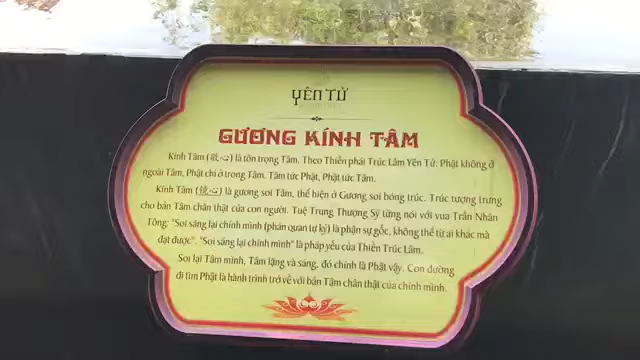 YÊN TỬ
GƯƠNG KÍNH TÂM
Kính Tâm (敬心) là tôn trọng Tâm. Theo Thiền phái Trúc Lâm Yên Tử: Phật không ở
ngoài Tâm, Phật chỉ ở trong Tâm. Tâm tức Phật, Phật tức Tâm.
Kính Tâm (镜心) là gương soi Tâm, thể hiện ở Gương soi bóng trúc. Trúc tượng trưng
cho bản Tâm chân thật của con người. Tuệ Trung Thượng Sỹ từng nói với vua Trần Nhân
Tông: "Soi sáng lại chính mình (phản quan tự kỷ) là phận sự gốc, không thể từ ai khác mà
đạt được". "Soi sáng lại chính mình" là pháp yếu của Thiền Trúc Lâm.
Soi lại Tâm mình, Tâm lặng và sáng, đó chính là Phật vậy. Con đường
đi tìm Phật là hành trình trở về với bản Tâm chân thật của chính mình.